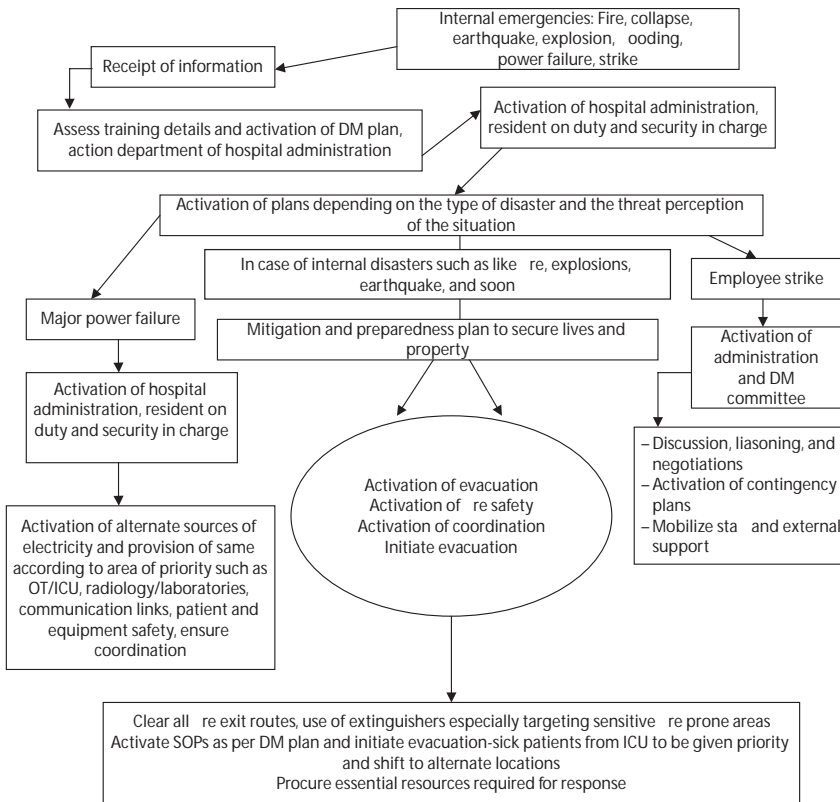 Internal emergencies: Fire, collapse,
earthquake, explosion, ooding,
power failure, strike
Receipt of information
Assess training details and activation of DM plan,
action department of hospital administration
Activation of hospital administration,
resident on duty and security in charge
Activation of plans depending on the type of disaster and the threat perception
of the situation
In case of internal disasters such as like re, explosions,
earthquake, and soon
Employee strike
Major power failure
Mitigation and preparedness plan to secure lives and
property
Activation of
administration
and DM
committee
Activation of hospital
administration, resident on
duty and security in charge
– Discussion, liasoning, and
negotiations
– Activation of contingency
plans
– Mobilize sta and external
support
Activation of evacuation
Activation of re safety
Activation of coordination
Initiate evacuation
Activation of alternate sources of
electricity and provision of same
according to area of priority such as
OT/ICU, radiology/laboratories,
communication links, patient and
equipment safety, ensure
coordination
Clear all re exit routes, use of extinguishers especially targeting sensitive re prone areas
Activate SOPs as per DM plan and initiate evacuation-sick patients from ICU to be given priority
and shift to alternate locations
Procure essential resources required for response